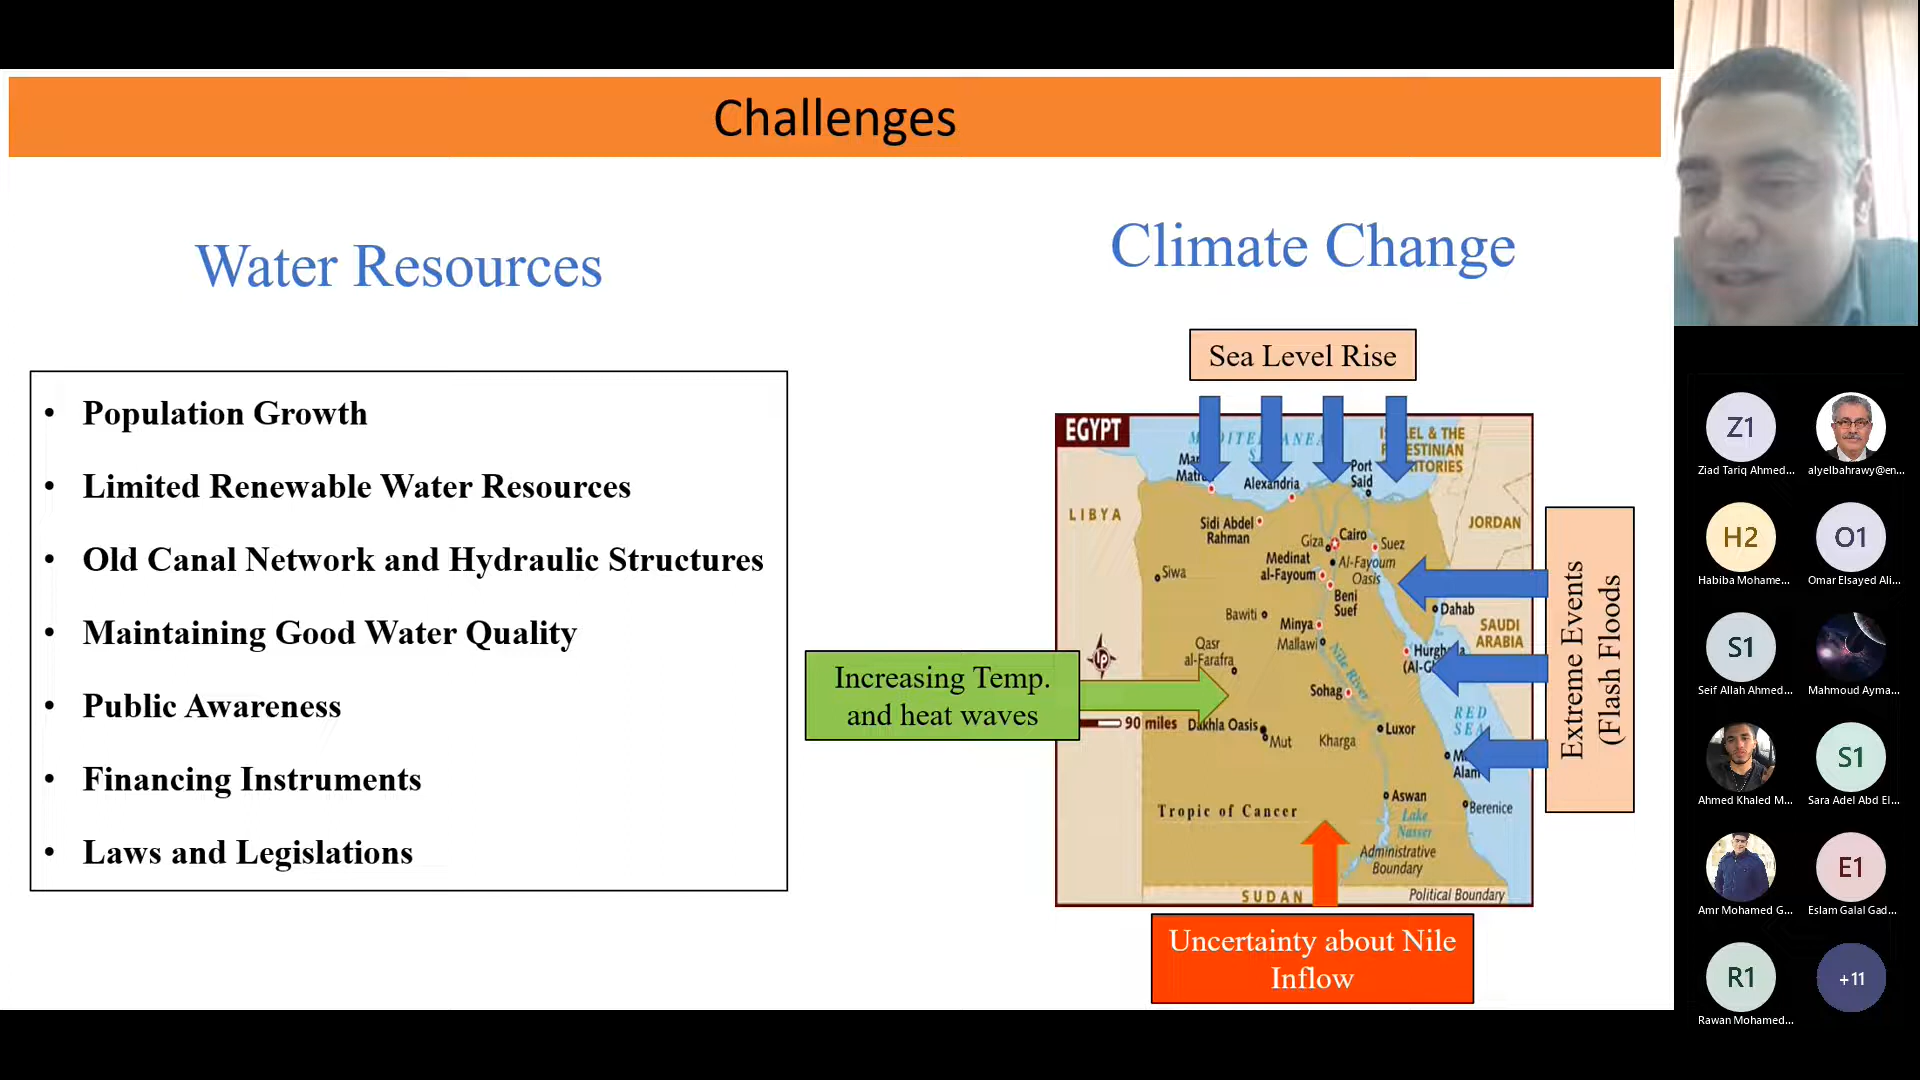 Challenges
Water Resources
• Population Growth
• Limited Renewable Water Resources
• Old Canal Network and Hydraulic Structures
• Maintaining Good Water Quality
• Public Awareness
• Financing Instruments
• Laws and Legislations
Climate Change
Sea Level Rise
EGYPT
Port
Said
Alexandria
LIBYA
JORDAN
Sidi Abdel
Rahman
Giza
Cairo
Suez
Medinat
al-Fayoum
Al-Fayoum
Oasis
Siwa
Beni
Suef
Dahab
Bawiti
Minya
SAUDI
ARABIA
Mallawi
Qasr
al-Farafra
Nile River
Sohag
RED
90 miles
Dakhla Oasis
Mut
Kharga
Luxor
Alam
Aswan
Berenice
Tropic of Cancer
Lake
Nasser
Administrative
Boundary
SUDAN
Political Boundary
Increasing Temp.
and heat waves
Extreme Events
(Flash Floods
Uncertainty about Nile
Inflow
Z1
Ziad Tariq Ahmed...
alyelbahrawy@en...
H2
Habiba Mohame...
O1
Omar Elsayed Ali...
S1
Seif Allah Ahmed...
Mahmoud Ayma...
Ahmed Khaled M...
S1
Sara Adel Abd El...
Amr Mohamed G...
E1
Eslam Galal Gad...
R1
Rawan Mohamed...
+11